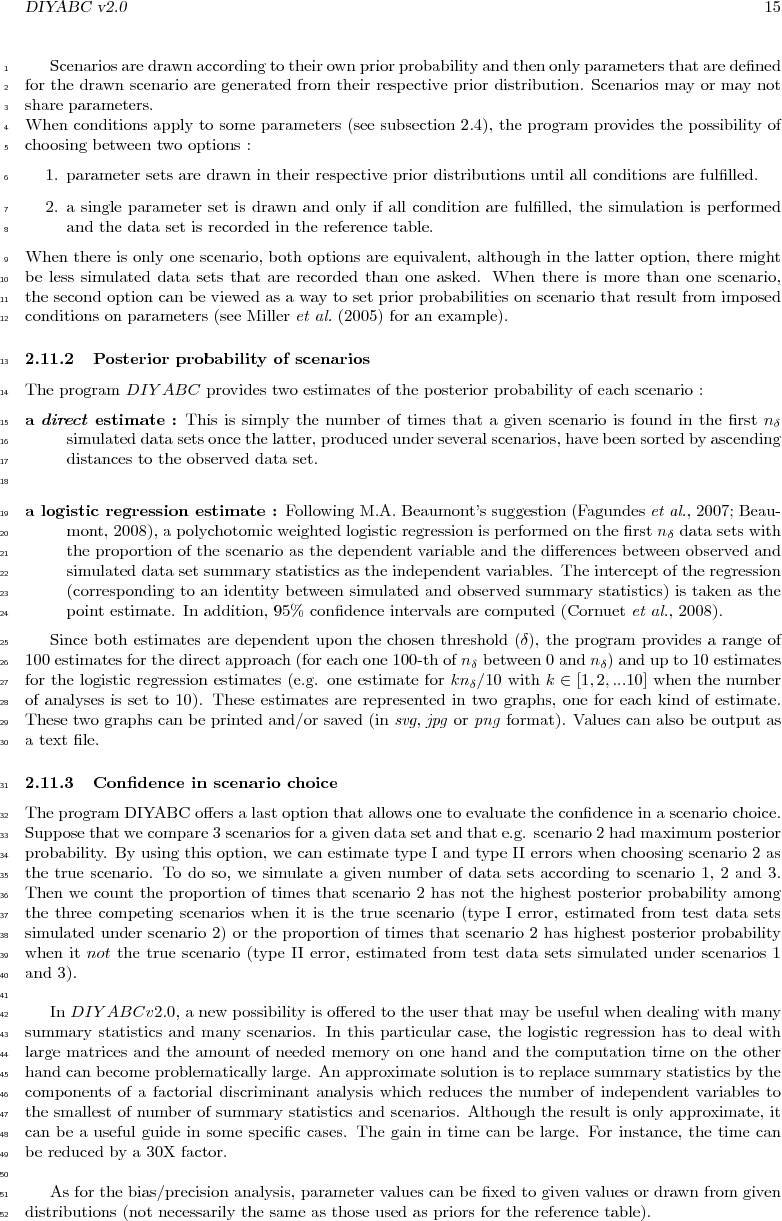 DIYABC v2.0 15
1 Scenarios are drawn according to their own prior probability and then only parameters that are defined
2 for the drawn scenario are generated from their respective prior distribution. Scenarios may or may not
3 share parameters.
4 When conditions apply to some parameters (see subsection 2.4), the program provides the possibility of
5 choosing between two options :
6 1. parameter sets are drawn in their respective prior distributions until all conditions are fulfilled.
7 2. a single parameter set is drawn and only if all condition are fulfilled, the simulation is performed
8 and the data set is recorded in the reference table.
9 When there is only one scenario, both options are equivalent, although in the latter option, there might
10 be less simulated data sets that are recorded than one asked. When there is more than one scenario,
11 the second option can be viewed as a way to set prior probabilities on scenario that result from imposed
12 conditions on parameters (see Miller et al. (2005) for an example).
13 2.11.2 Posterior probability of scenarios
14 The program DIYABC provides two estimates of the posterior probability of each scenario :
15 a direct estimate : This is simply the number of times that a given scenario is found in the first nδ
16 simulated data sets once the latter, produced under several scenarios, have been sorted by ascending
17 distances to the observed data set.
18
19 a logistic regression estimate : Following M.A. Beaumont's suggestion (Fagundes et al., 2007; Beau-
20 mont, 2008), a polychotomic weighted logistic regression is performed on the first nδ data sets with
21 the proportion of the scenario as the dependent variable and the differences between observed and
22 simulated data set summary statistics as the independent variables. The intercept of the regression
23 (corresponding to an identity between simulated and observed summary statistics) is taken as the
24 point estimate. In addition, 95% confidence intervals are computed (Cornuet et al., 2008).
25 Since both estimates are dependent upon the chosen threshold (δ), the program provides a range of
26 100 estimates for the direct approach (for each one 100-th of nδ between 0 and nδ) and up to 10 estimates
27 for the logistic regression estimates (e.g. one estimate for knδ/10 with k ∈ [1, 2, ...10] when the number
28 of analyses is set to 10). These estimates are represented in two graphs, one for each kind of estimate.
29 These two graphs can be printed and/or saved (in svg, jpg or png format). Values can also be output as
30 a text file.
31 2.11.3 Confidence in scenario choice
32 The program DIYABC offers a last option that allows one to evaluate the confidence in a scenario choice.
33 Suppose that we compare 3 scenarios for a given data set and that e.g. scenario 2 had maximum posterior
34 probability. By using this option, we can estimate type I and type II errors when choosing scenario 2 as
35 the true scenario. To do so, we simulate a given number of data sets according to scenario 1, 2 and 3.
36 Then we count the proportion of times that scenario 2 has not the highest posterior probability among
37 the three competing scenarios when it is the true scenario (type I error, estimated from test data sets
38 simulated under scenario 2) or the proportion of times that scenario 2 has highest posterior probability
39 when it not the true scenario (type II error, estimated from test data sets simulated under scenarios 1
40 and 3).
41
42 In DIYABCv2.0, a new possibility is offered to the user that may be useful when dealing with many
43 summary statistics and many scenarios. In this particular case, the logistic regression has to deal with
44 large matrices and the amount of needed memory on one hand and the computation time on the other
45 hand can become problematically large. An approximate solution is to replace summary statistics by the
46 components of a factorial discriminant analysis which reduces the number of independent variables to
47 the smallest of number of summary statistics and scenarios. Although the result is only approximate, it
48 can be a useful guide in some specific cases. The gain in time can be large. For instance, the time can
49 be reduced by a 30X factor.
50
51 As for the bias/precision analysis, parameter values can be fixed to given values or drawn from given
52 distributions (not necessarily the same as those used as priors for the reference table).